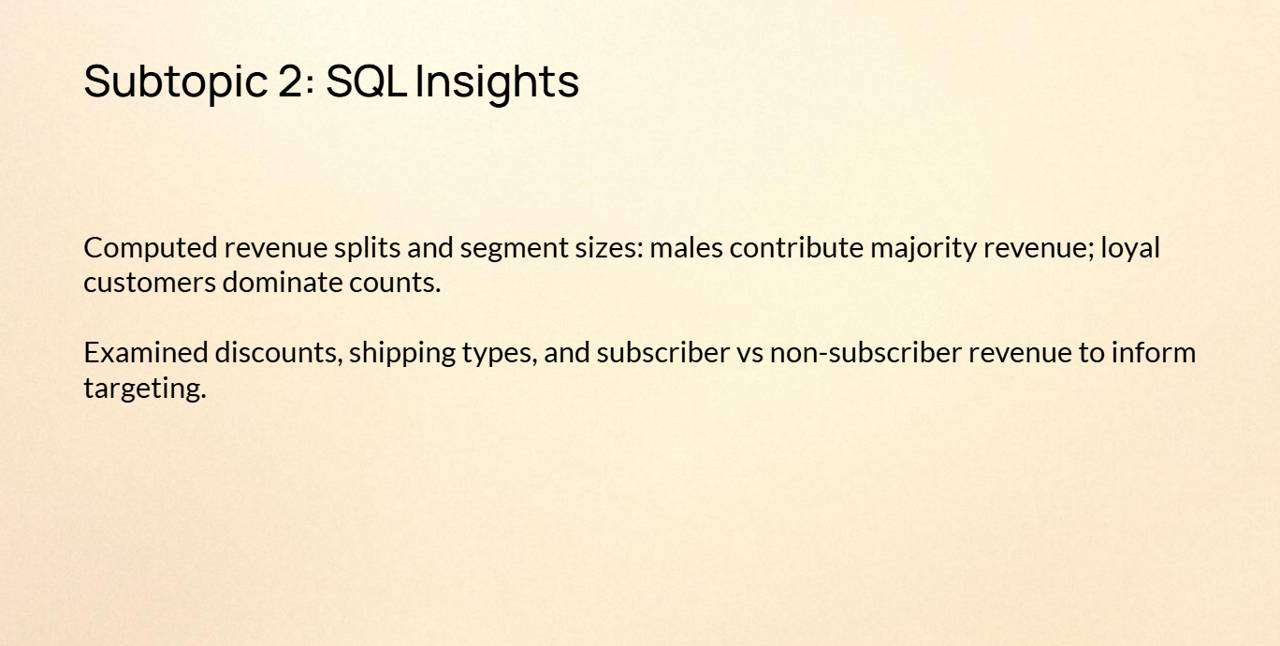 Subtopic 2: SQL Insights
Computed revenue splits and segment sizes: males contribute majority revenue; loyal
customers dominate counts.
Examined discounts, shipping types, and subscriber vs non-subscriber revenue to inform
targeting.